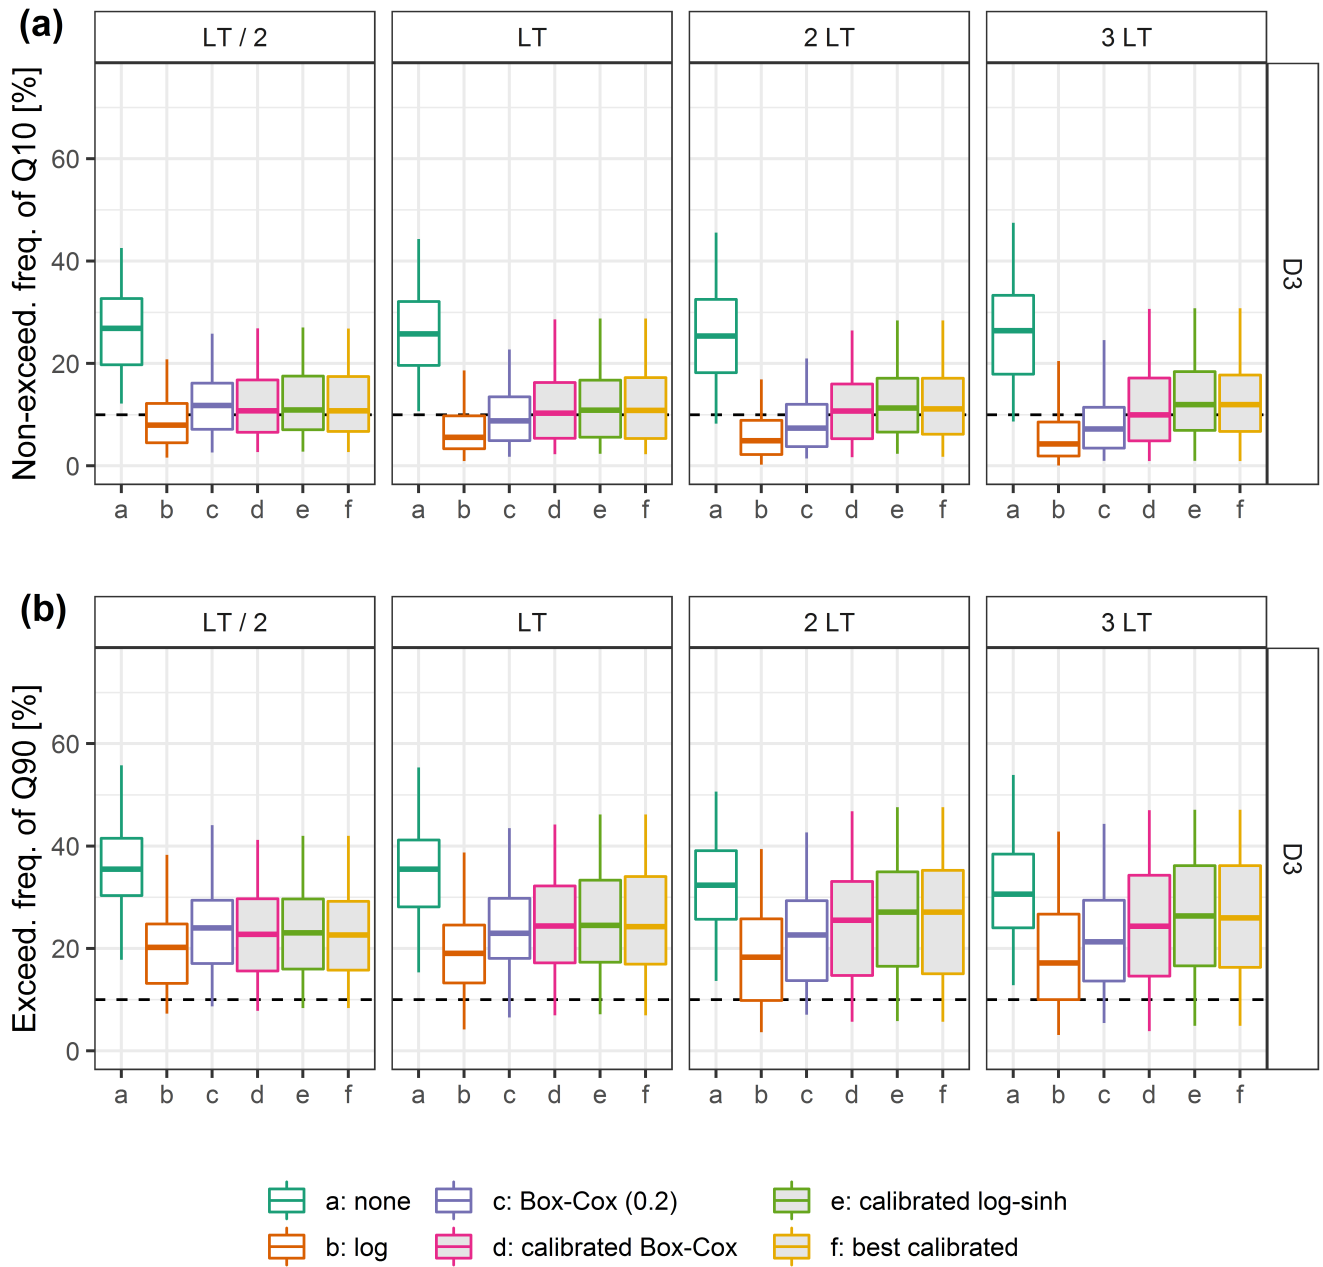 (a)
LT / 2 LT 2 LT 3 LT
Non-exceed. freq. of Q10 [%]
60
40
20
0
D3
a b c d e f a b c d e f a b c d e f a b c d e f
(b)
LT / 2 LT 2 LT 3 LT
Exceed. freq. of Q90 [%]
60
40
20
0
D3
a b c d e f a b c d e f a b c d e f a b c d e f
a: none c: Box-Cox (0.2) e: calibrated log-sinh
b: log d: calibrated Box-Cox f: best calibrated